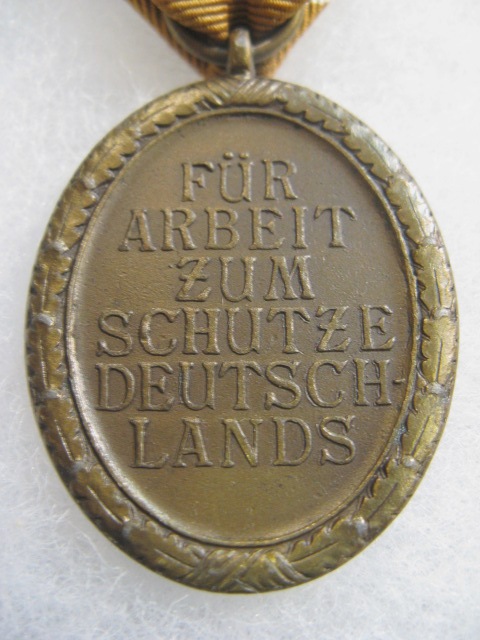 FÜR
ARBEIT
ZUM
SCHUTZE
DEUTSCH-
LANDS